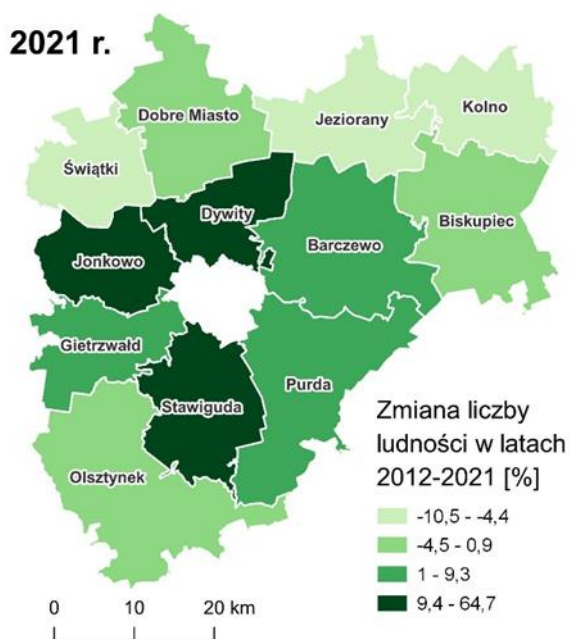 2021 r.
Dobre Miasto
Jeziorany
Kolno
Świątki
Dywity
Biskupiec
Barczewo
Jonkowo
Gietrzwałd
Purda
Stawiguda
Olsztynek
Zmiana liczby
ludności w latach
2012-2021 [%]
-10,5 - -4,4
-4,5 - 0,9
1 - 9,3
9,4 - 64,7
0 10 20 km